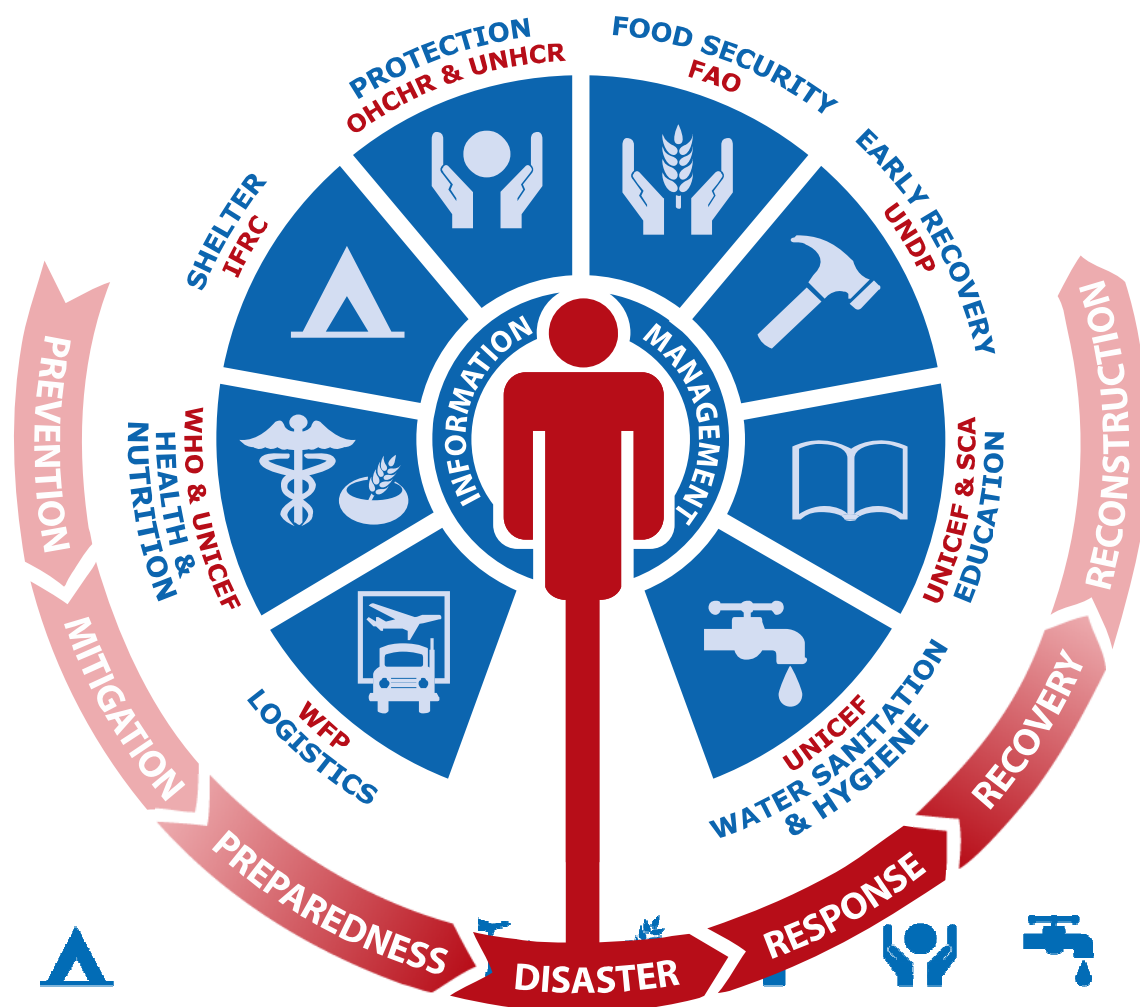 PROTECTION
OHCHR & UNHCR
FOOD SECURITY
FAO
EARLY RECOVERY
UNDP
SHELTER
IFRC
INFORMATION
MANAGEMENT
WHO & UNICEF
HEALTH &
NUTRITION
UNICEF & SCA
EDUCATION
WFP
LOGISTICS
UNICEF
WATER SANITATION
& HYGIENE
PREVENTION
MITIGATION
PREPAREDNESS
DISASTER
RESPONSE
RECOVERY
RECONSTRUCTION